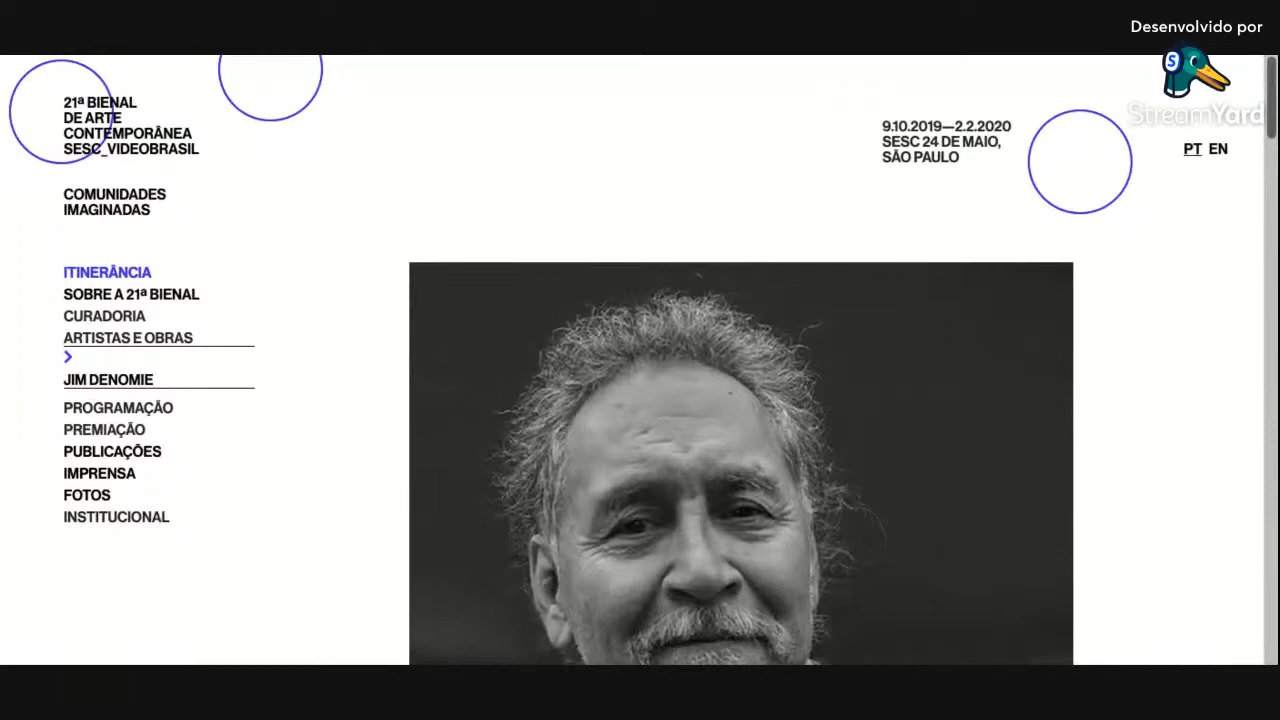 Desenvolvido por
S
StreamYard
21ª BIENAL
DE ARTE
CONTEMPORÂNEA
SESC_VIDEOBRASIL
9.10.2019—2.2.2020
SESC 24 DE MAIO,
SÃO PAULO
PT EN
COMUNIDADES
IMAGINADAS
ITINERÂNCIA
SOBRE A 21ª BIENAL
CURADORIA
ARTISTAS E OBRAS
JIM DENOMIE
PROGRAMAÇÃO
PREMIAÇÃO
PUBLICAÇÕES
IMPRENSA
FOTOS
INSTITUCIONAL